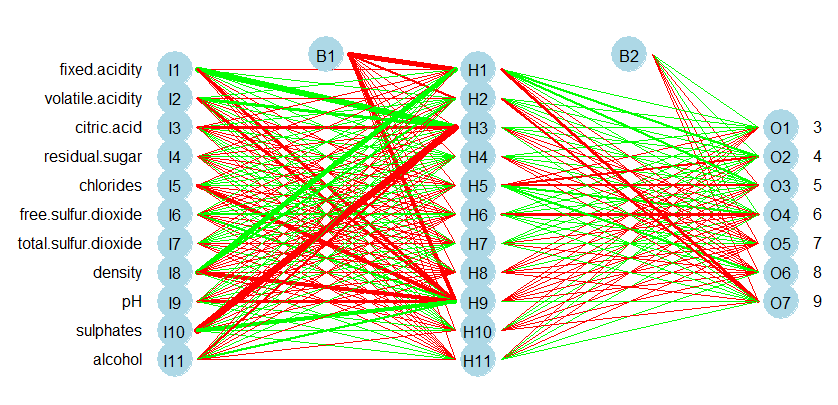 B1 B2
fixed.acidity I1 H1
volatile.acidity I2 H2
citric.acid I3 H3 O1 3
residual.sugar I4 H4 O2 4
chlorides I5 H5 O3 5
free.sulfur.dioxide I6 H6 O4 6
total.sulfur.dioxide I7 H7 O5 7
density I8 H8 O6 8
pH I9 H9 O7 9
sulphates I10 H10
alcohol I11 H11